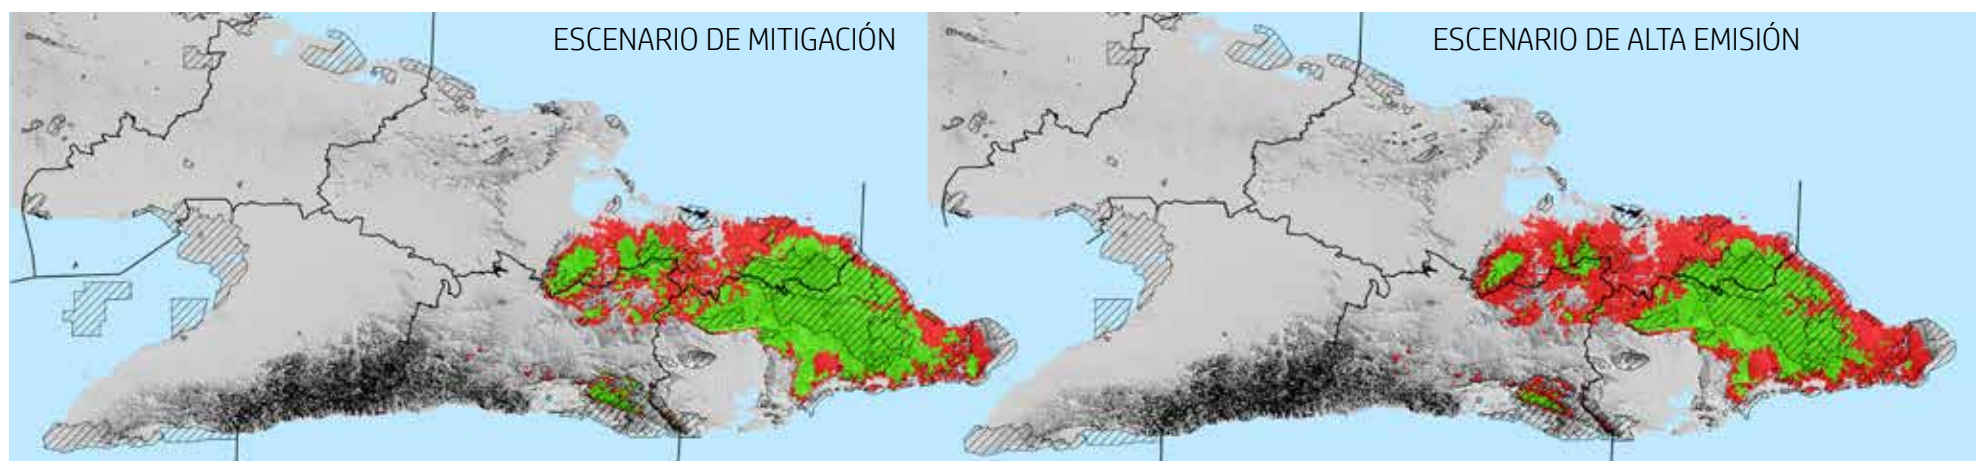 ESCENARIO DE MITIGACIÓN
ESCENARIO DE ALTA EMISIÓN